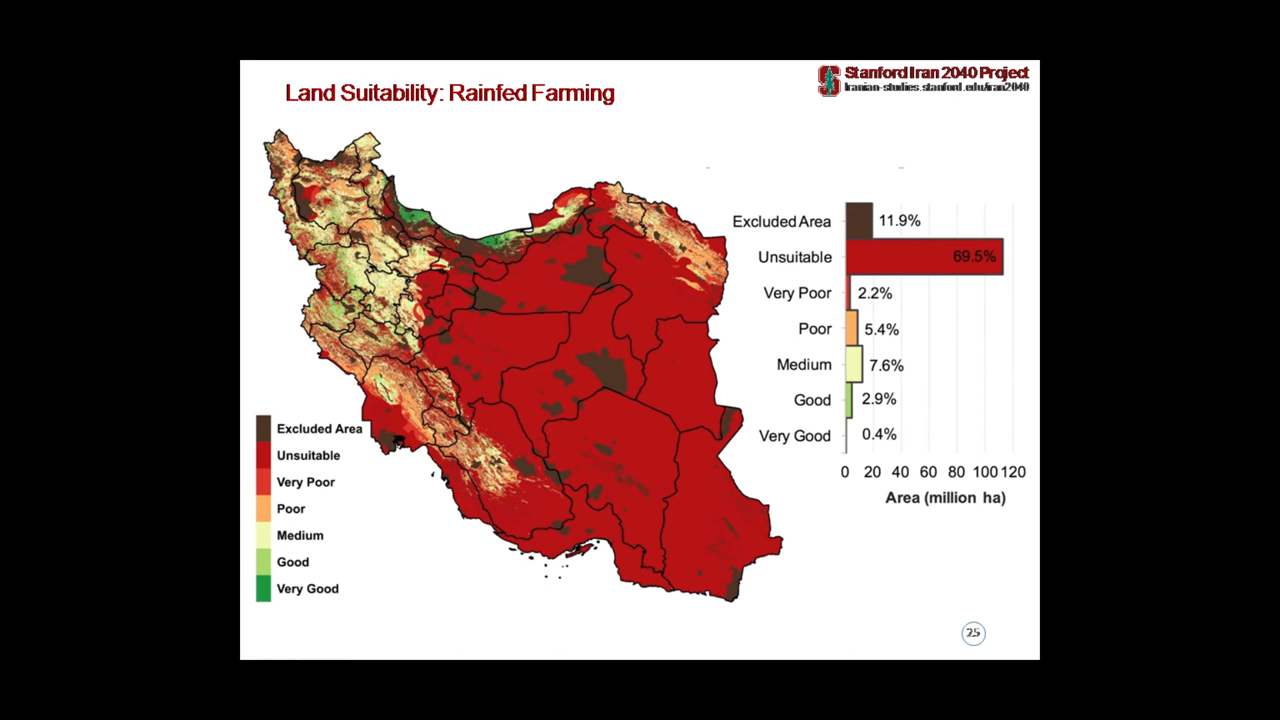 Stanford Iran 2040 Project
Iranian-studies.stanford.edu/iran2040
Land Suitability: Rainfed Farming
Excluded Area
11.9%
Unsuitable
69.5%
Very Poor
2.2%
Poor
5.4%
Medium
7.6%
Good
2.9%
Very Good
0.4%
0 20 40 60 80 100 120
Area (million ha)
Excluded Area
Unsuitable
Very Poor
Poor
Medium
Good
Very Good
25